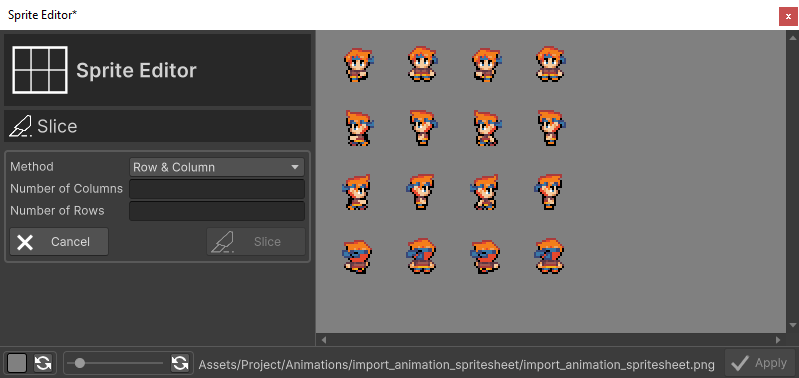 Sprite Editor*
x
Sprite Editor
Slice
Method Row & Column
Number of Columns
Number of Rows
Cancel Slice
Assets/Project/Animations/import_animation_spritesheet/import_animation_spritesheet.png Apply